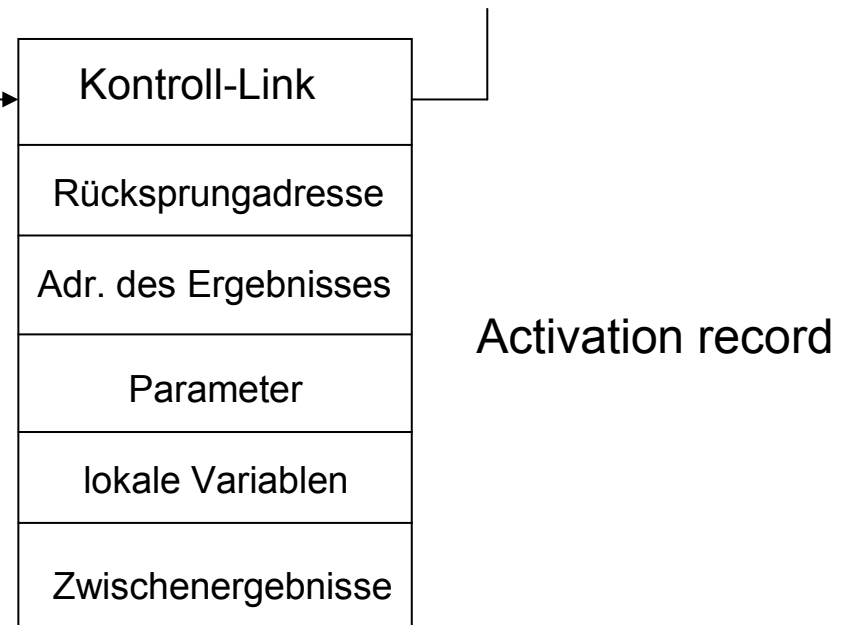 Kontroll-Link
Rücksprungadresse
Adr. des Ergebnisses
Activation record
Parameter
lokale Variablen
Zwischenergebnisse